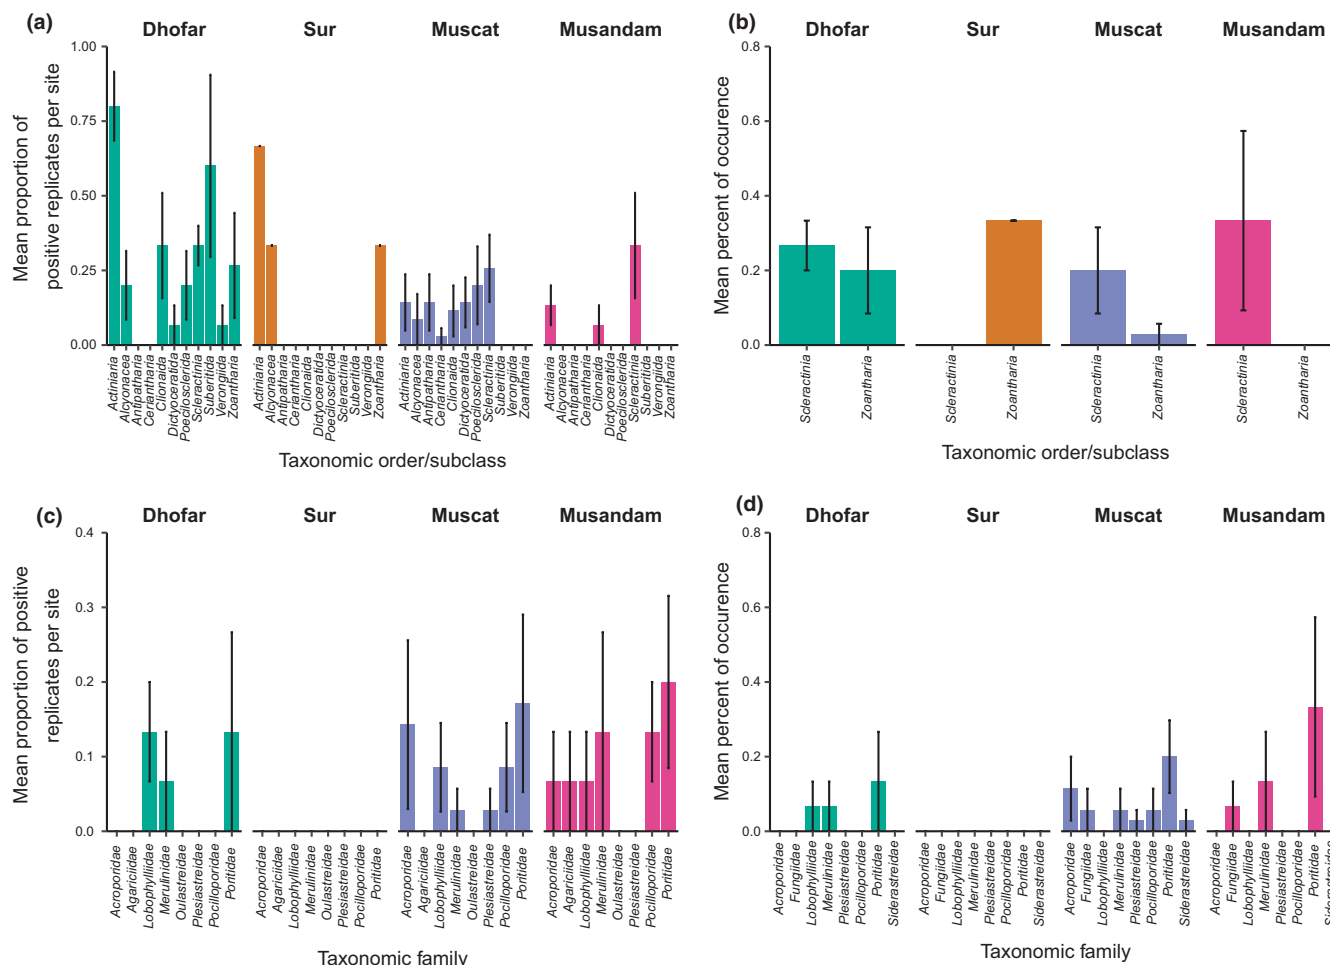 (a)
Dhofar Sur Muscat Musandam
Mean proportion of
positive replicates per site
1.00
0.75
0.50
0.25
0.00
Actiniaria Alcyonacea Antipatharia Ceriantharia Clionaida Dictyoceratida Poecilosclerida Scleractinia Suberitida Verongiida Zoantharia
Actiniaria Alcyonacea Antipatharia Ceriantharia Clionaida Dictyoceratida Poecilosclerida Scleractinia Suberitida Verongiida Zoantharia
Actiniaria Alcyonacea Antipatharia Ceriantharia Clionaida Dictyoceratida Poecilosclerida Scleractinia Suberitida Verongiida Zoantharia
Actiniaria Alcyonacea Antipatharia Ceriantharia Clionaida Dictyoceratida Poecilosclerida Scleractinia Suberitida Verongiida Zoantharia
Taxonomic order/subclass
(b)
Dhofar Sur Muscat Musandam
Mean percent of occurence
0.8
0.6
0.4
0.2
0.0
Scleractinia Zoantharia
Scleractinia Zoantharia
Scleractinia Zoantharia
Scleractinia Zoantharia
Taxonomic order/subclass
(c)
Dhofar Sur Muscat Musandam
Mean proportion of positive
replicates per site
0.4
0.3
0.2
0.1
0.0
Acroporidae Agariciidae Lobophylliidae Merulinidae Oulastreidae Plesiastreidae Pocilloporidae Poritidae
Acroporidae Agariciidae Lobophylliidae Merulinidae Oulastreidae Plesiastreidae Pocilloporidae Poritidae
Acroporidae Agariciidae Lobophylliidae Merulinidae Oulastreidae Plesiastreidae Pocilloporidae Poritidae
Acroporidae Agariciidae Lobophylliidae Merulinidae Oulastreidae Plesiastreidae Pocilloporidae Poritidae
Taxonomic family
(d)
Dhofar Sur Muscat Musandam
Mean percent of occurence
0.8
0.6
0.4
0.2
0.0
Acroporidae Fungiidae Lobophylliidae Merulinidae Plesiastreidae Pocilloporidae Poritidae Siderastreidae
Acroporidae Fungiidae Lobophylliidae Merulinidae Plesiastreidae Pocilloporidae Poritidae Siderastreidae
Acroporidae Fungiidae Lobophylliidae Merulinidae Plesiastreidae Pocilloporidae Poritidae Siderastreidae
Acroporidae Fungiidae Lobophylliidae Merulinidae Plesiastreidae Pocilloporidae Poritidae
Taxonomic family